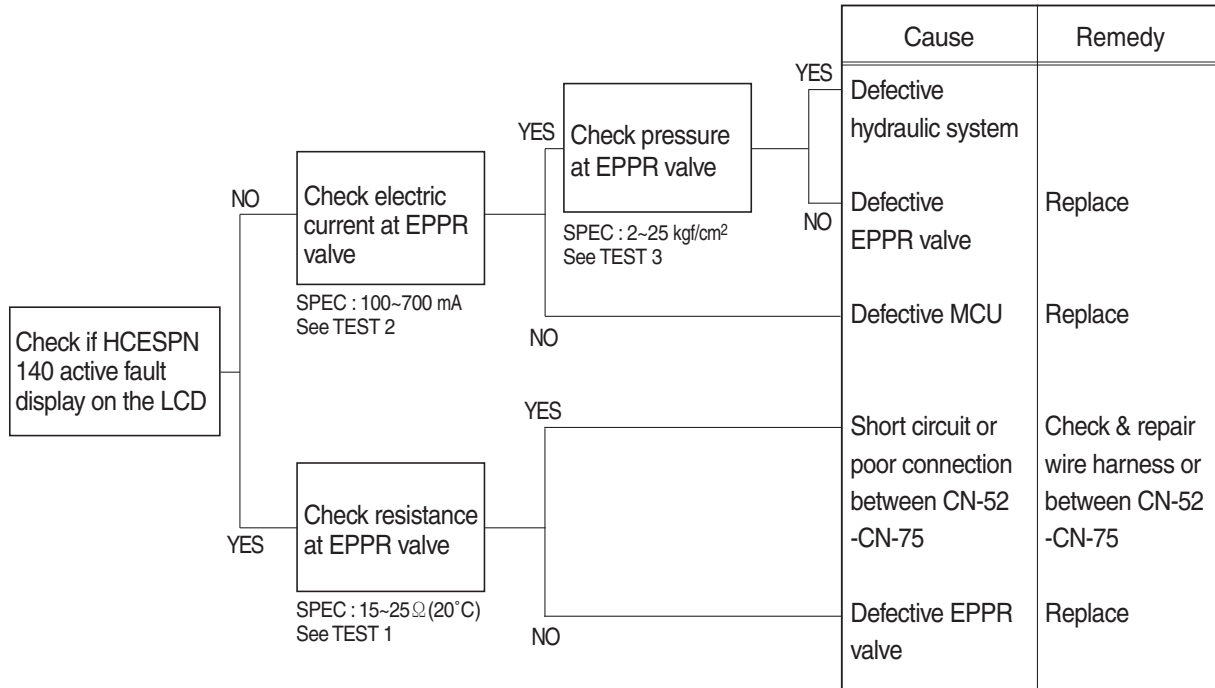 Cause
Remedy
YES
Defective
hydraulic system
YES
Check pressure
at EPPR valve
NO
Check electric
current at EPPR
valve
NO
Defective
EPPR valve
Replace
SPEC : 2~25 kgf/cm²
See TEST 3
SPEC : 100~700 mA
See TEST 2
Defective MCU
Replace
NO
Check if HCESPN
140 active fault
display on the LCD
YES
Short circuit or
poor connection
between CN-52
-CN-75
Check & repair
wire harness or
between CN-52
-CN-75
YES
Check resistance
at EPPR valve
SPEC : 15~25Ω(20˚C)
See TEST 1
NO
Defective EPPR
valve
Replace